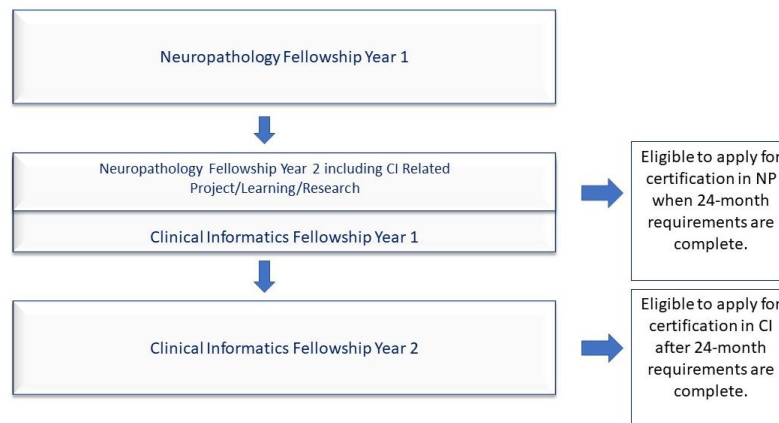 Neuropathology Fellowship Year 1
Neuropathology Fellowship Year 2 including CI Related
Project/Learning/Research
Clinical Informatics Fellowship Year 1
Eligible to apply for
certification in NP
when 24-month
requirements are
complete.
Clinical Informatics Fellowship Year 2
Eligible to apply for
certification in CI
after 24-month
requirements are
complete.